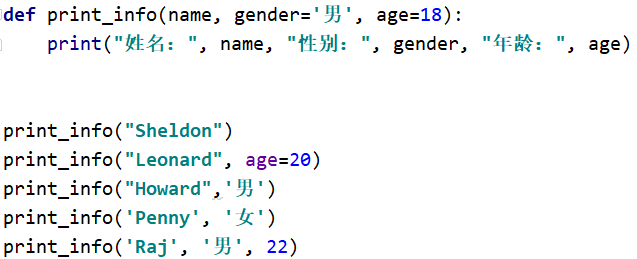 def print_info(name, gender='男', age=18):
    print("姓名：", name, "性别：", gender, "年龄：", age)
print_info("Sheldon")
print_info("Leonard", age=20)
print_info("Howard",'男')
print_info('Penny', '女')
print_info('Raj', '男', 22)